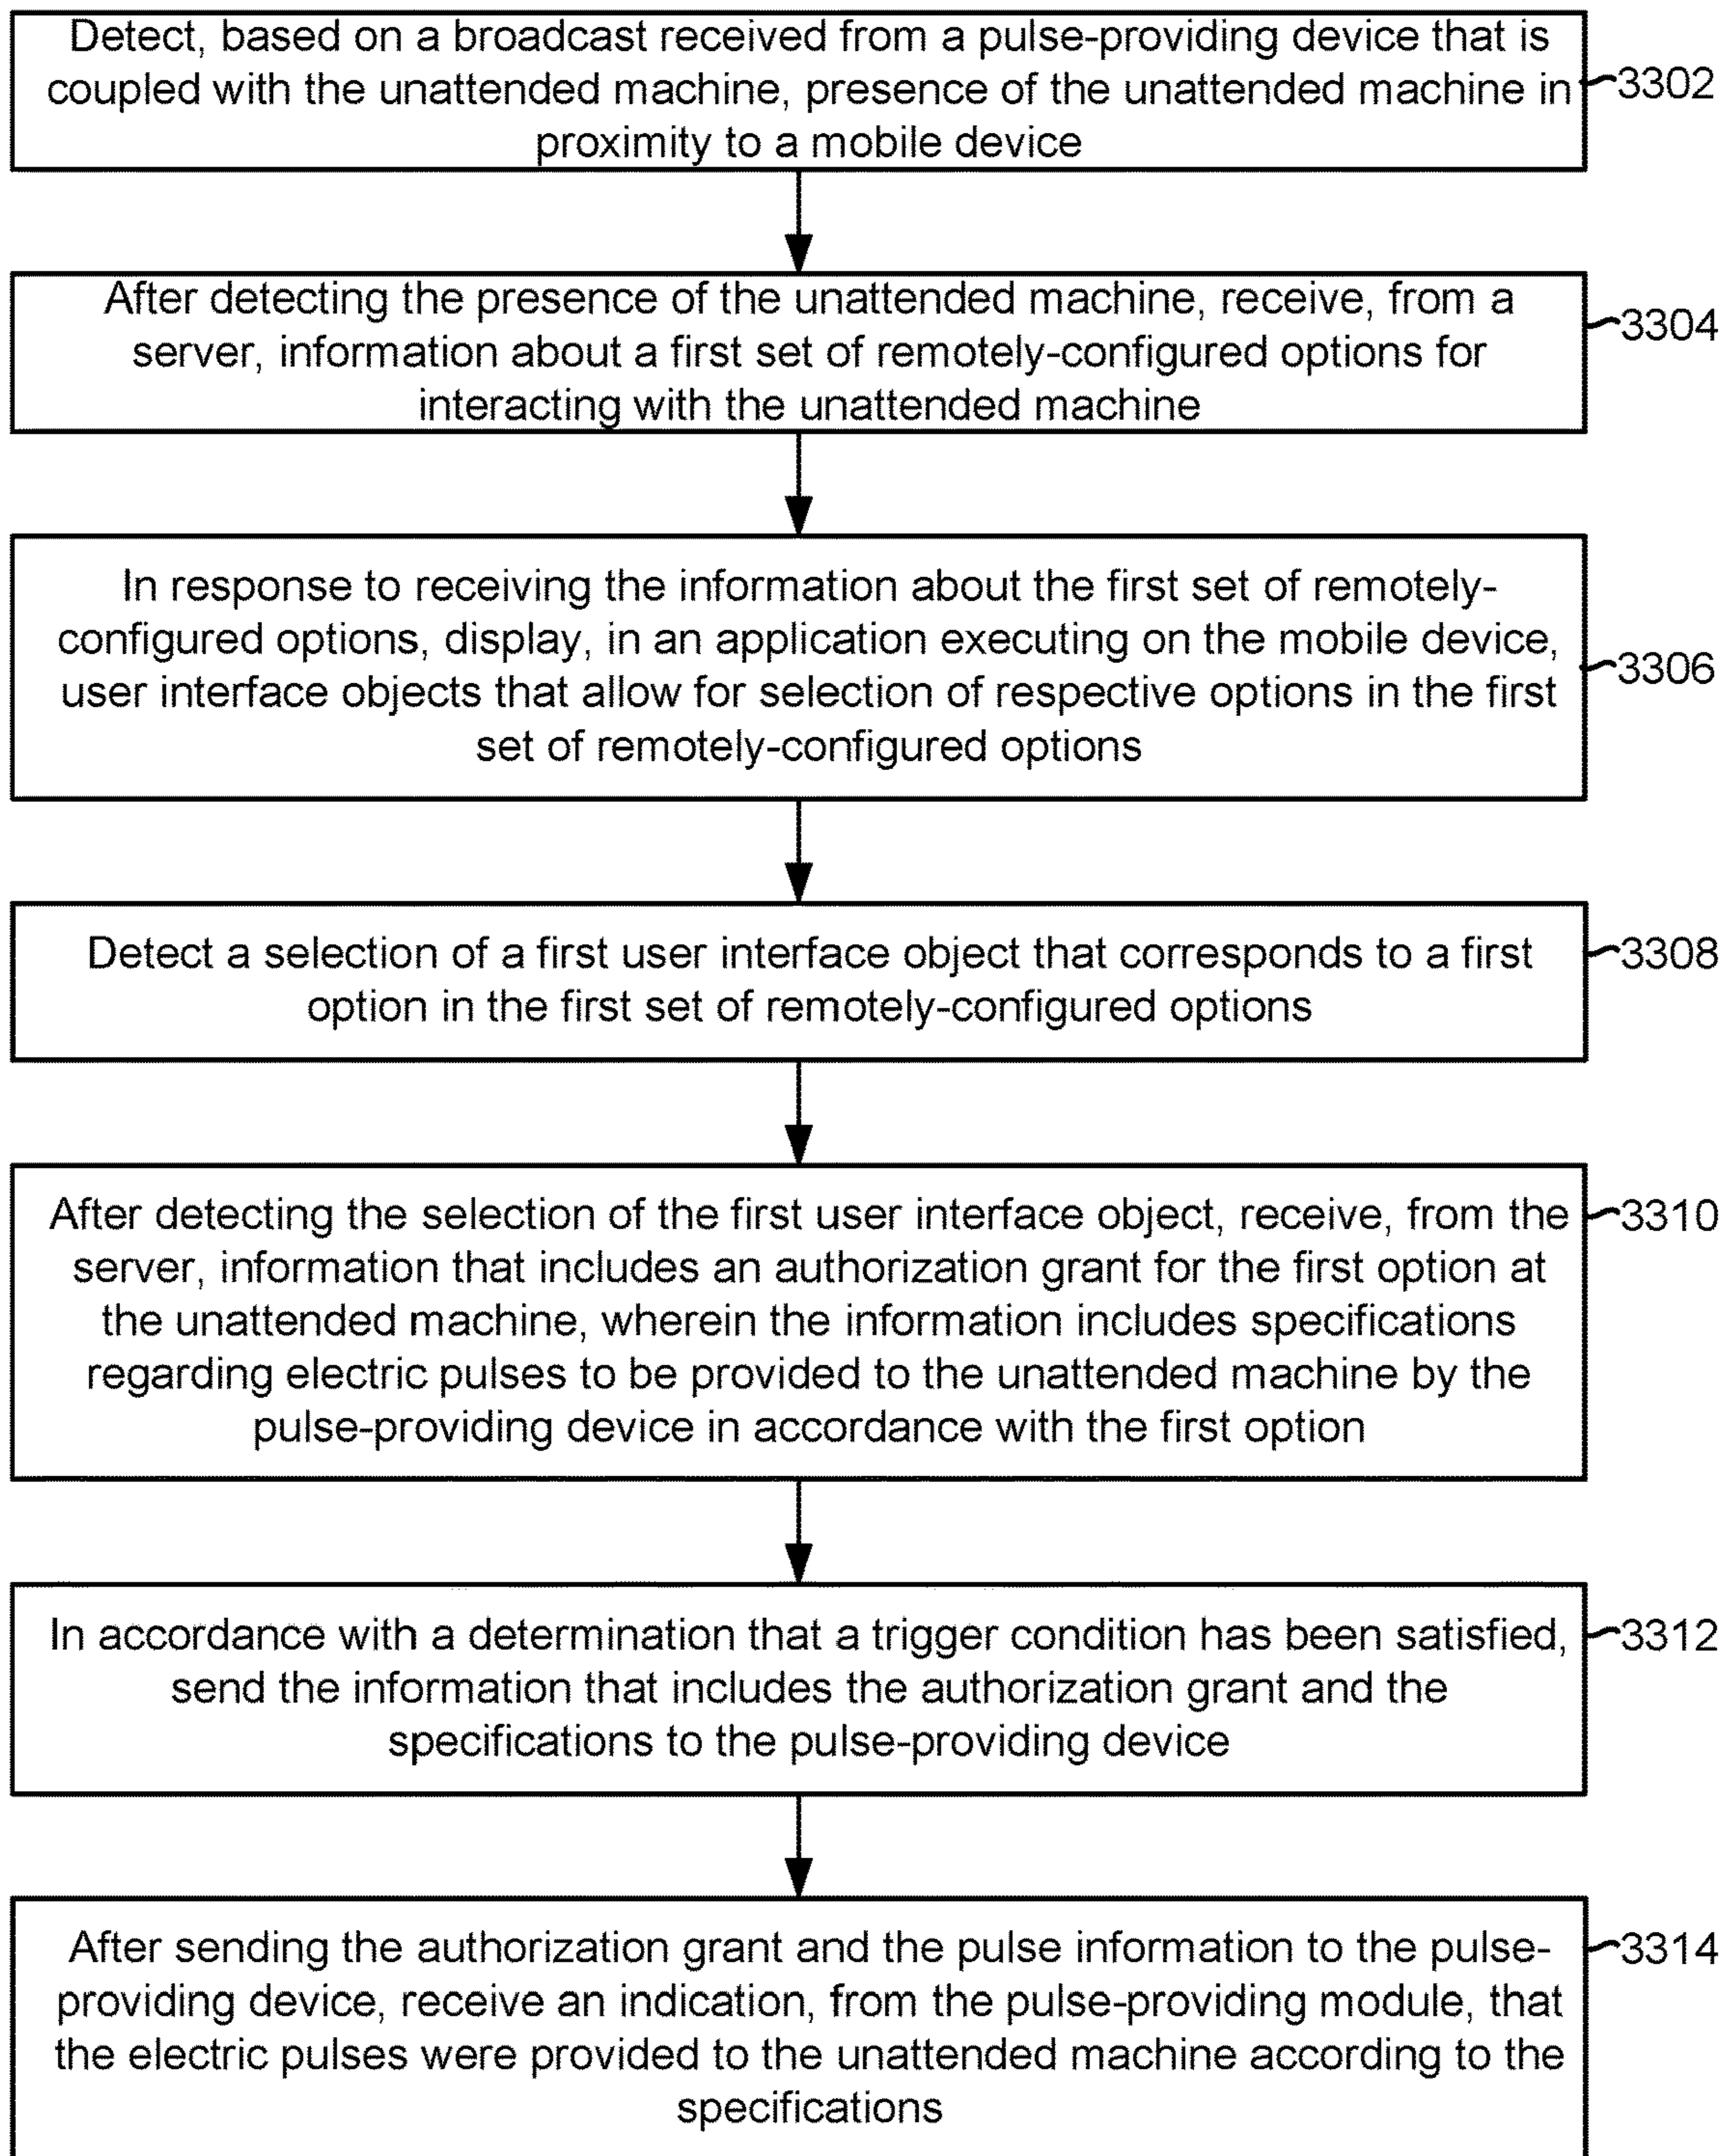 Detect, based on a broadcast received from a pulse-providing device that is
coupled with the unattended machine, presence of the unattended machine in
proximity to a mobile device
3302
After detecting the presence of the unattended machine, receive, from a
server, information about a first set of remotely-configured options for
interacting with the unattended machine
3304
In response to receiving the information about the first set of remotely-
configured options, display, in an application executing on the mobile device,
user interface objects that allow for selection of respective options in the first
set of remotely-configured options
3306
Detect a selection of a first user interface object that corresponds to a first
option in the first set of remotely-configured options
3308
After detecting the selection of the first user interface object, receive, from the
server, information that includes an authorization grant for the first option at
the unattended machine, wherein the information includes specifications
regarding electric pulses to be provided to the unattended machine by the
pulse-providing device in accordance with the first option
3310
In accordance with a determination that a trigger condition has been satisfied,
send the information that includes the authorization grant and the
specifications to the pulse-providing device
3312
After sending the authorization grant and the pulse information to the pulse-
providing device, receive an indication, from the pulse-providing module, that
the electric pulses were provided to the unattended machine according to the
specifications
3314